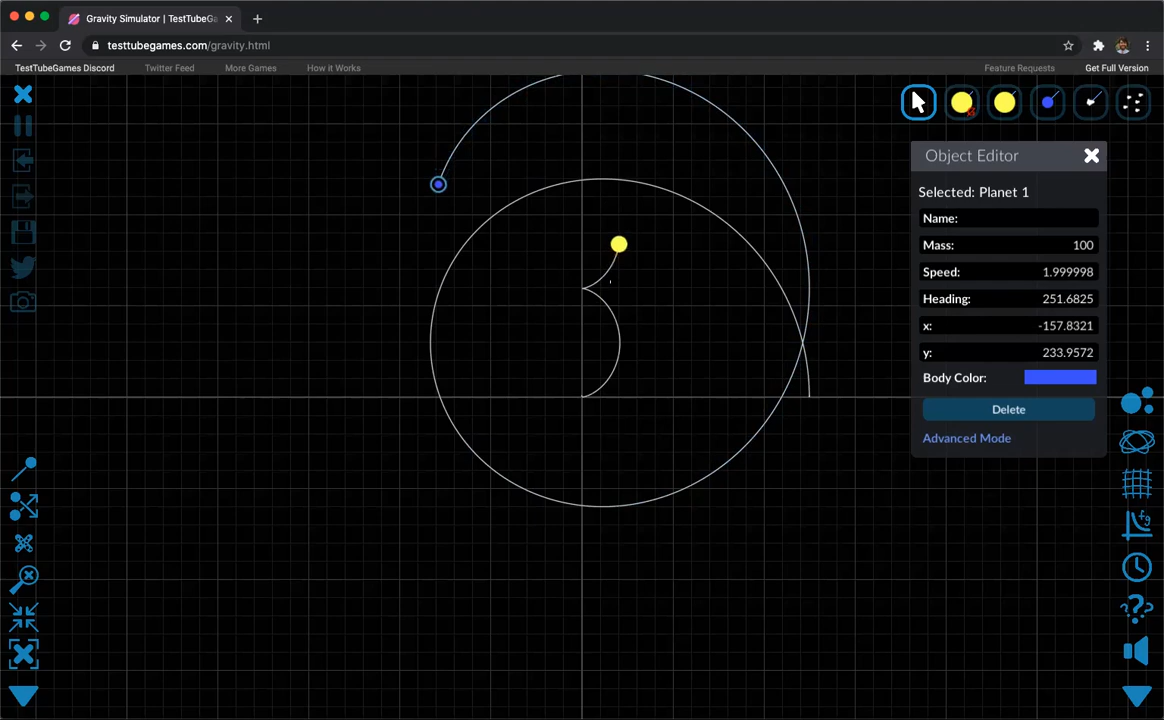 Gravity Simulator | TestTubeGa
testtubegames.com/gravity.html
TestTubeGames Discord Twitter Feed More Games How it Works Feature Requests Get Full Version
Object Editor
Selected: Planet 1
Name:
Mass: 100
Speed: 1.999998
Heading: 251.6825
x: -157.8321
y: 233.9572
Body Color:
Delete
Advanced Mode